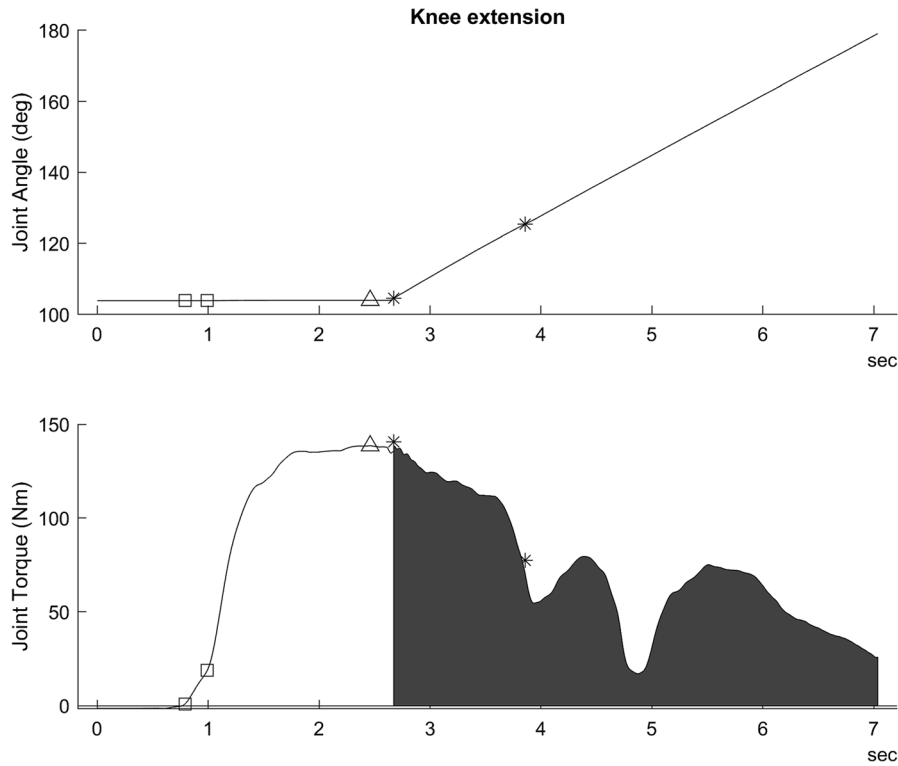 Knee extension
Joint Angle (deg)
180
160
140
120
100
0 1 2 3 4 5 6 7
sec
Joint Torque (Nm)
150
100
50
0
0 1 2 3 4 5 6 7
sec